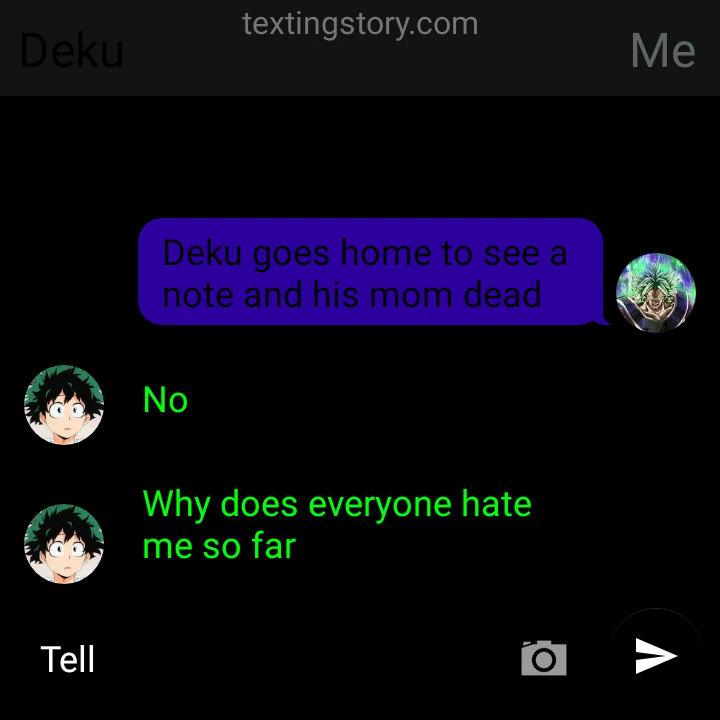 textingstory.com
Deku
Me
Deku goes home to see a
note and his mom dead
No
Why does everyone hate
me so far
Tell